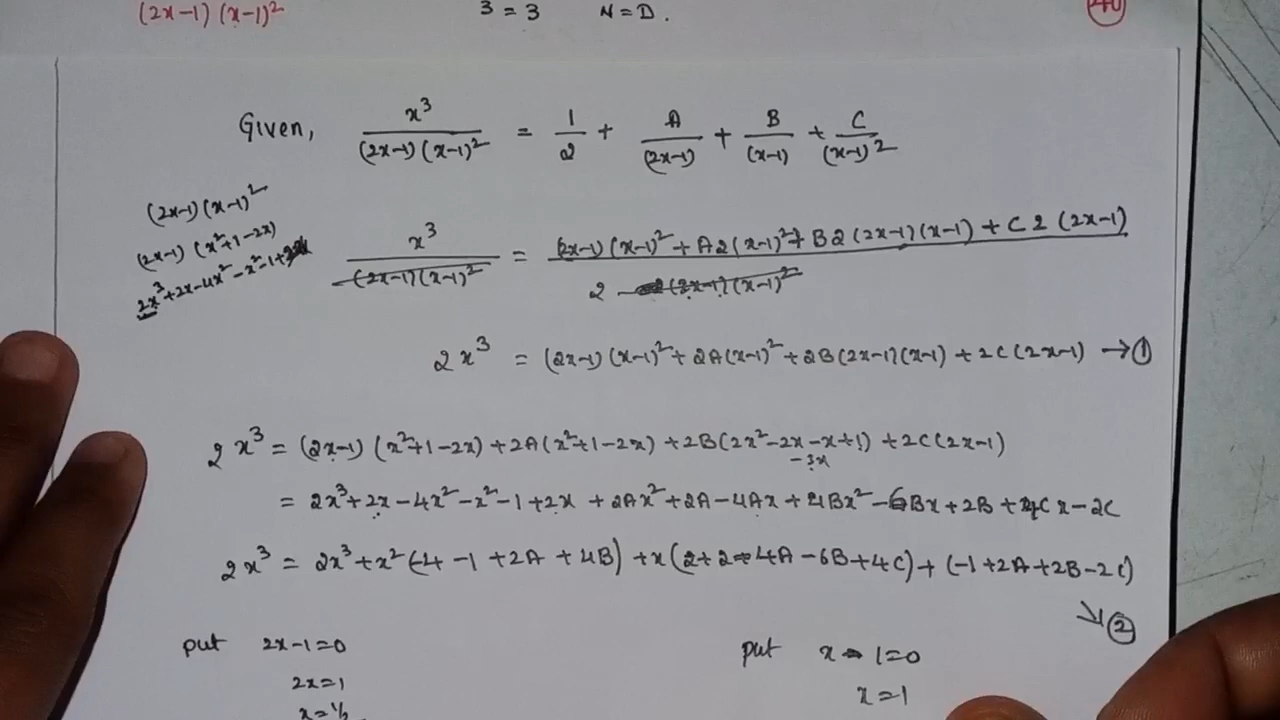 (2x-1) (x-1)² 3 = 3 N = D.
Given, x³/((2x-1)(x-1)²) = 1/2 + A/(2x-1) + B/(x-1) + C/(x-1)²
(2x-1)(x-1)²
(2x-1) (x²+1-2x)
2x³+2x-4x²-x²-1+2x
x³/((2x-1)(x-1)²) = ((2x-1)(x-1)² + A2(x-1)² + B2(2x-1)(x-1) + C2(2x-1))/(2 (2x-1)(x-1)²)
2x³ = (2x-1)(x-1)² + 2A(x-1)² + 2B(2x-1)(x-1) + 2C(2x-1) → ①
2x³ = (2x-1) (x²+1-2x) + 2A(x²+1-2x) + 2B(2x²-2x-x+1) + 2C(2x-1)
-3x
= 2x³+2x-4x²-x²-1+2x + 2Ax²+2A-4Ax+4Bx²-6Bx+2B+4Cx-2C
2x³ = 2x³+x²(-4-1+2A+4B)+x(2+2-4A-6B+4C)+(-1+2A+2B-2C)
↘ ②
put 2x-1=0 put x-1=0
2x=1 x=1
x=1/2